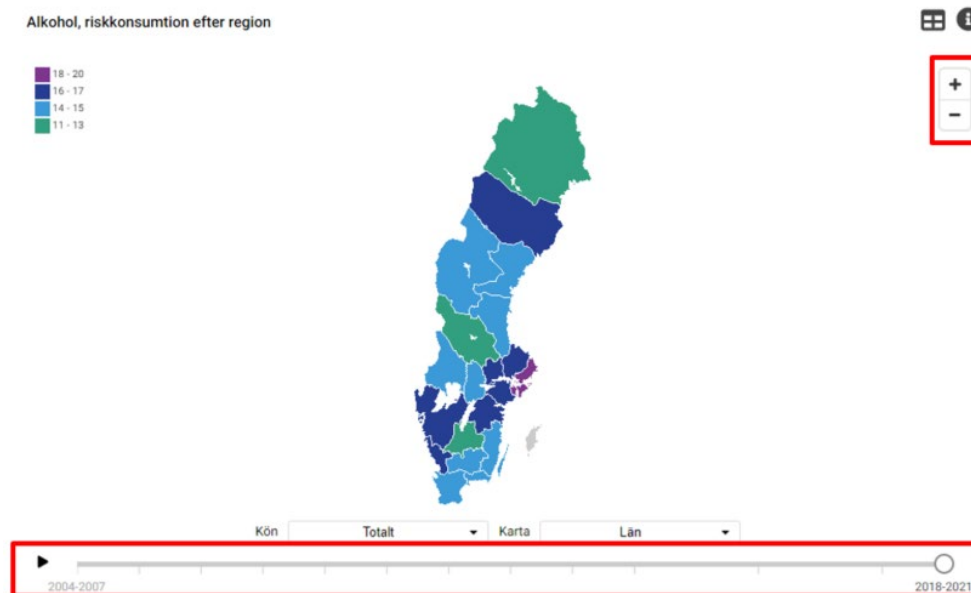 Alkohol, riskkonsumtion efter region
18 - 20
16 - 17
14 - 15
11 - 13
+
−
Kön Totalt Karta Län
2004-2007 2018-2021